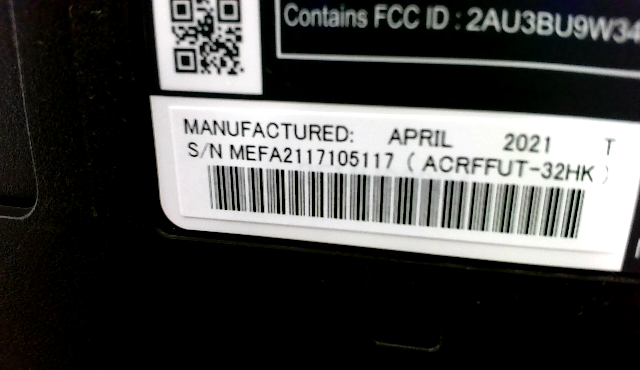 Contains FCC ID : 2AU3BU9W34
MANUFACTURED: APRIL 2021 T
S/N MEFA2117105117 ( ACRFFUT-32HK )